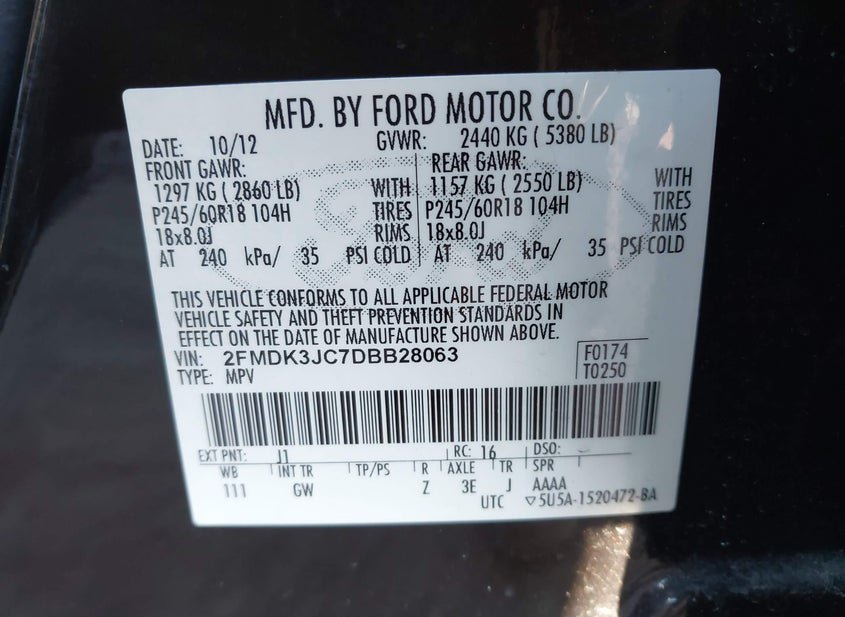 MFD. BY FORD MOTOR CO.
DATE: 10/12 GVWR: 2440 KG ( 5380 LB)
FRONT GAWR: REAR GAWR:
1297 KG ( 2860 LB) WITH 1157 KG ( 2550 LB) WITH
P245/60R18 104H TIRES P245/60R18 104H TIRES
18x8.0J RIMS 18x8.0J RIMS
AT 240 kPa/ 35 PSI COLD AT 240 kPa/ 35 PSI COLD
THIS VEHICLE CONFORMS TO ALL APPLICABLE FEDERAL MOTOR
VEHICLE SAFETY AND THEFT PREVENTION STANDARDS IN
EFFECT ON THE DATE OF MANUFACTURE SHOWN ABOVE.
VIN: 2FMDK3JC7DBB28063 F0174
TYPE: MPV T0250
EXT PNT: J1 RC: 16 DSO:
WB INT TR TP/PS R AXLE TR SPR
111 GW Z 3E J AAAA
UTC ▽5U5A-1520472-BA